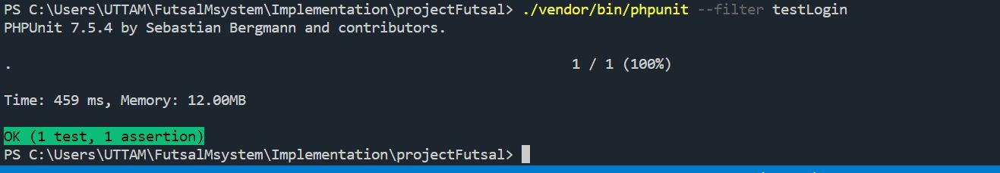 PS C:\Users\UTTAM\FutsalMsystem\Implementation\projectFutsal> ./vendor/bin/phpunit --filter testLogin
PHPUnit 7.5.4 by Sebastian Bergmann and contributors.
. 1 / 1 (100%)
Time: 459 ms, Memory: 12.00MB
OK (1 test, 1 assertion)
PS C:\Users\UTTAM\FutsalMsystem\Implementation\projectFutsal>